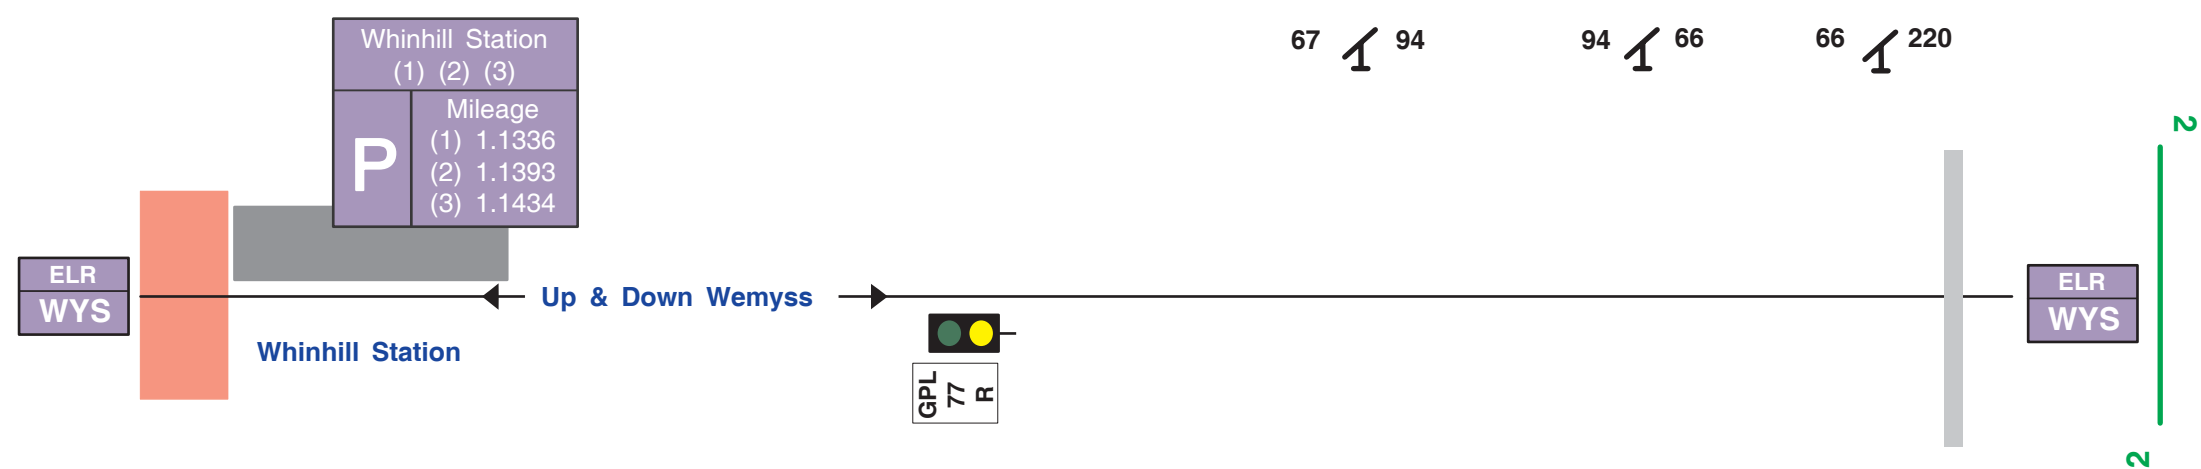 Whinhill Station
(1) (2) (3)
P
Mileage
(1) 1.1336
(2) 1.1393
(3) 1.1434
67 94
94 66
66 220
2
ELR
WYS
Up & Down Wemyss
ELR
WYS
Whinhill Station
GPL
77
R
2